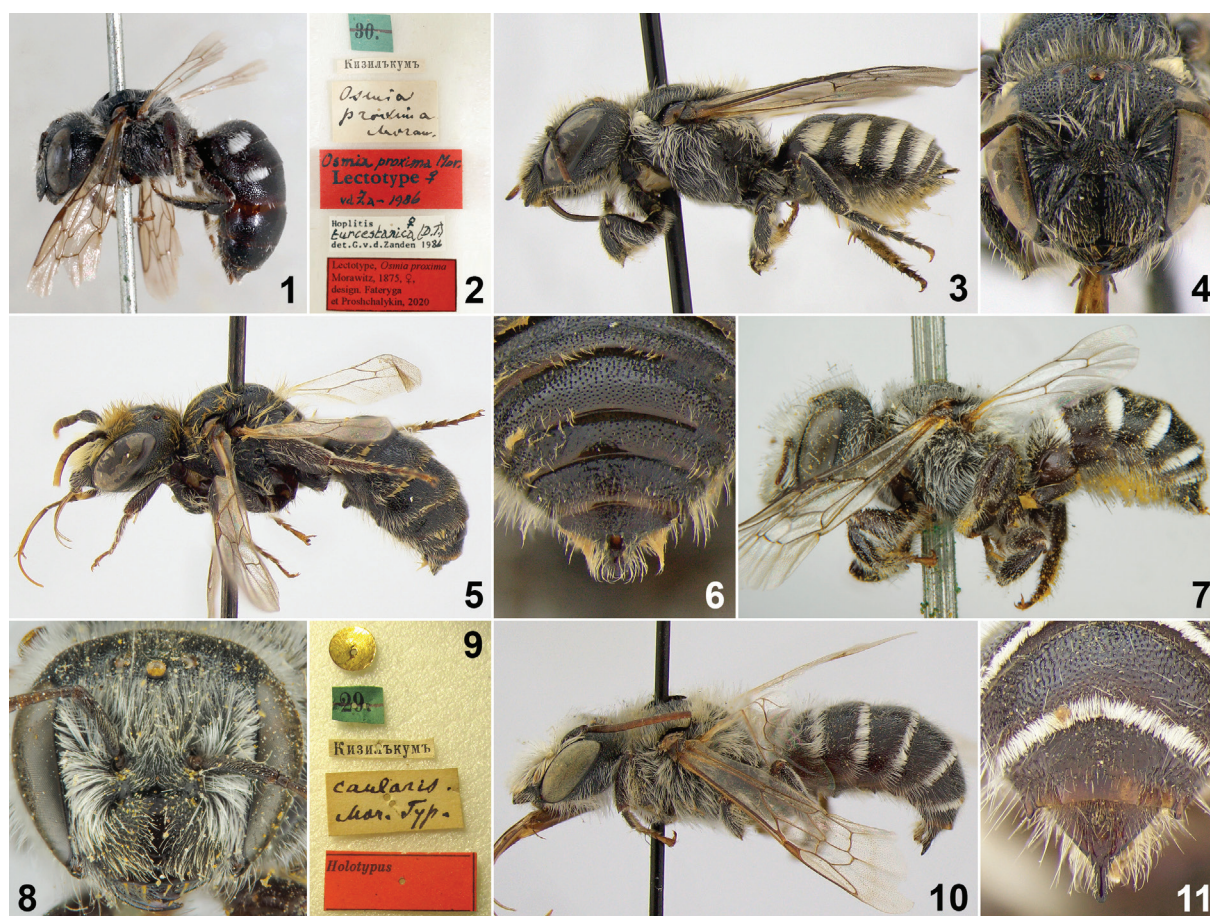 1
30.
Кизилъкумъ
Osmia
proxima
Moraw.
Osmia proxima Mor.
Lectotype ♀
vd Za - 1986
Hoplitis ♀
turcestanica (D.T.)
det. G.v.d. Zanden 1986
Lectotype, Osmia proxima
Morawitz, 1875, ♀,
design. Fateryga
et Proshchalykin, 2020
2
3
4
5
6
7
8
9
29.
Кизилъкумъ
caularis.
Mor. Typ.
Holotypus
10
11